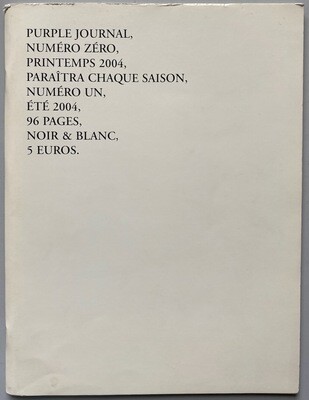 PURPLE JOURNAL,
NUMÉRO ZÉRO,
PRINTEMPS 2004,
PARAÎTRA CHAQUE SAISON,
NUMÉRO UN,
ÉTÉ 2004,
96 PAGES,
NOIR & BLANC,
5 EUROS.